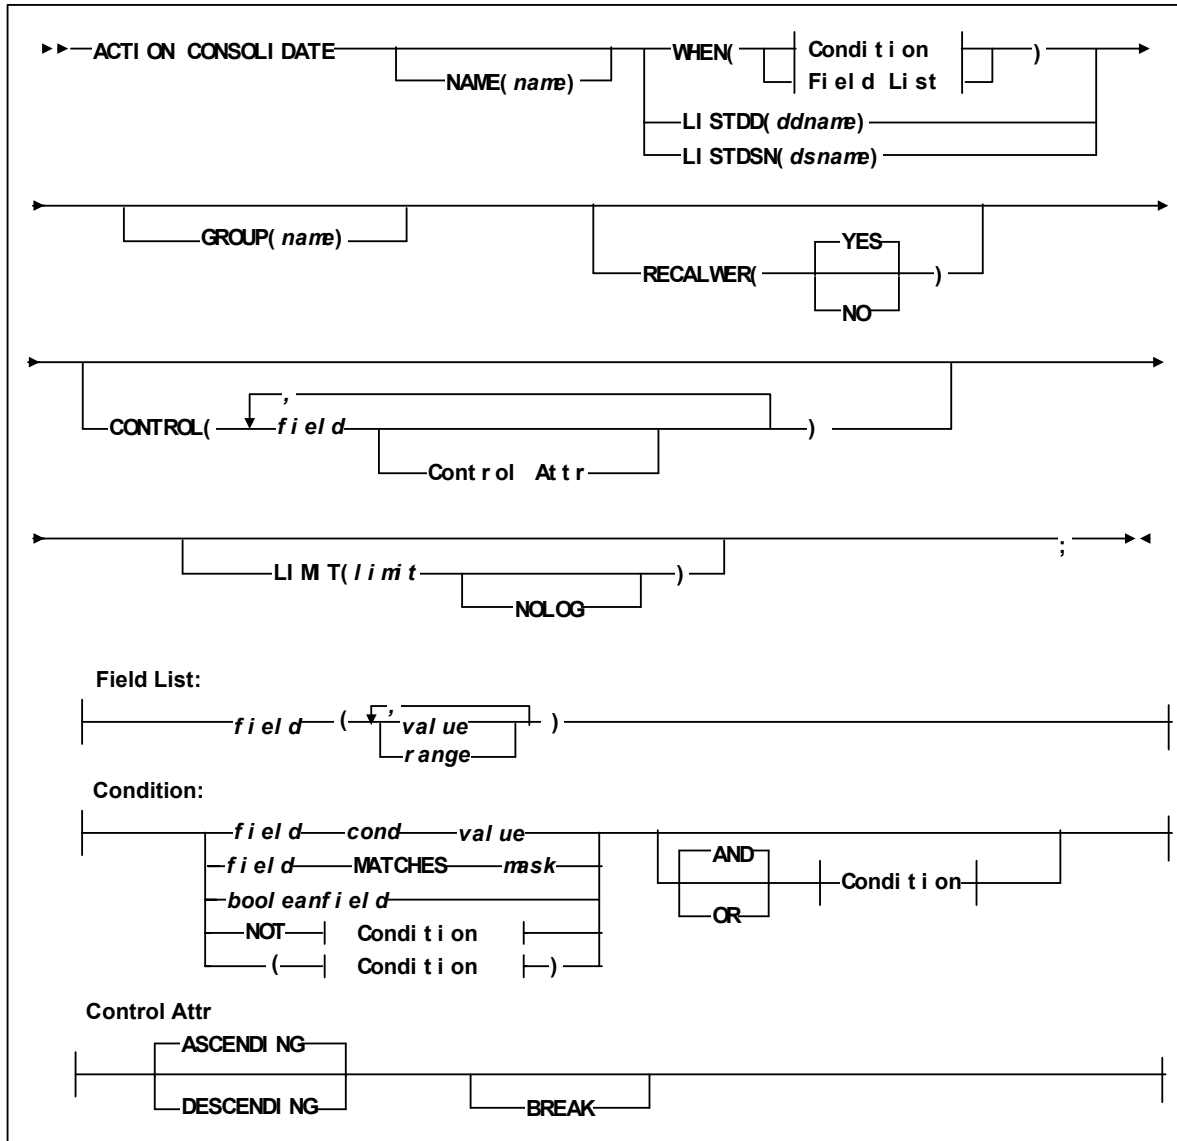 ACTION CONSOLIDATE NAME(name) WHEN( Condition )
Field List
LISTDD(ddname)
LISTDSN(dsname)
GROUP(name) RECALWER( YES )
NO
,
CONTROL( field )
Control Attr
LIMIT(limit ) ;
NOLOG
Field List:
,
field ( value )
range
Condition:
field cond value
field MATCHES mask
booleanfield
NOT Condition
( Condition )
AND
OR Condition
Control Attr
ASCENDING
DESCENDING BREAK